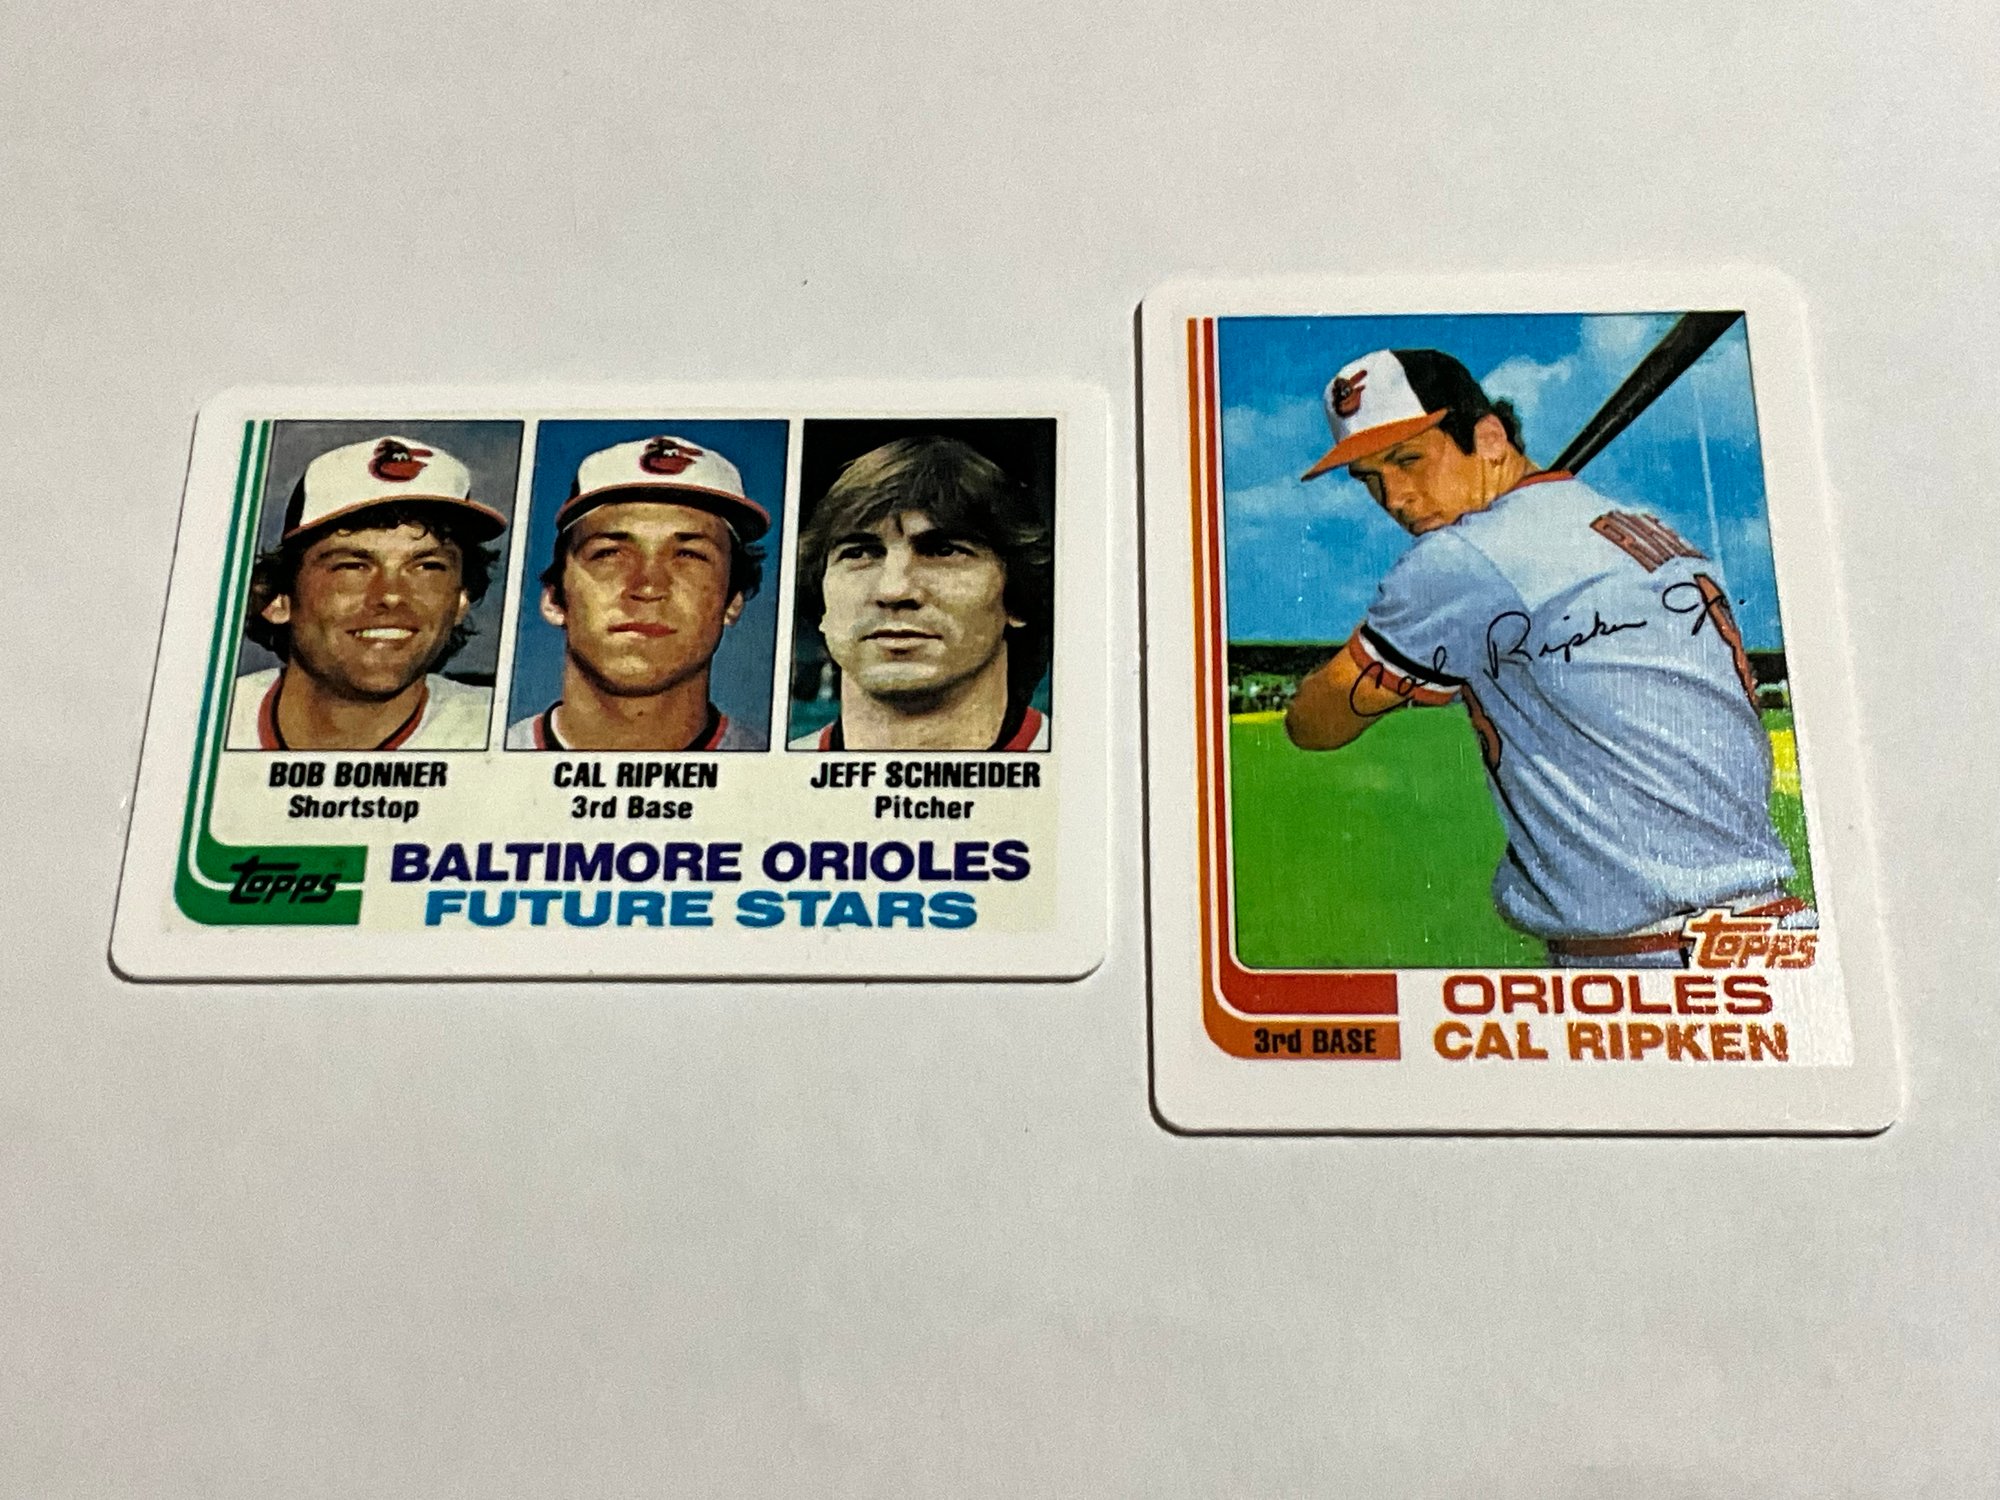 BOB BONNER
Shortstop
CAL RIPKEN
3rd Base
JEFF SCHNEIDER
Pitcher
topps
BALTIMORE ORIOLES
FUTURE STARS
Cal Ripken Jr.
topps
ORIOLES
3rd BASE
CAL RIPKEN